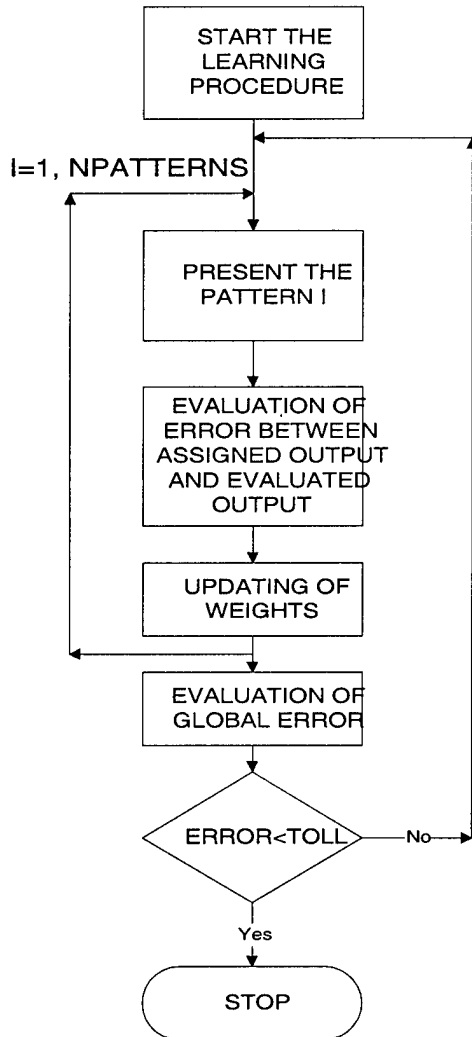 START THE
LEARNING
PROCEDURE
I=1, NPATTERNS
PRESENT THE
PATTERN I
EVALUATION OF
ERROR BETWEEN
ASSIGNED OUTPUT
AND EVALUATED
OUTPUT
UPDATING OF
WEIGHTS
EVALUATION OF
GLOBAL ERROR
ERROR<TOLL
No
Yes
STOP